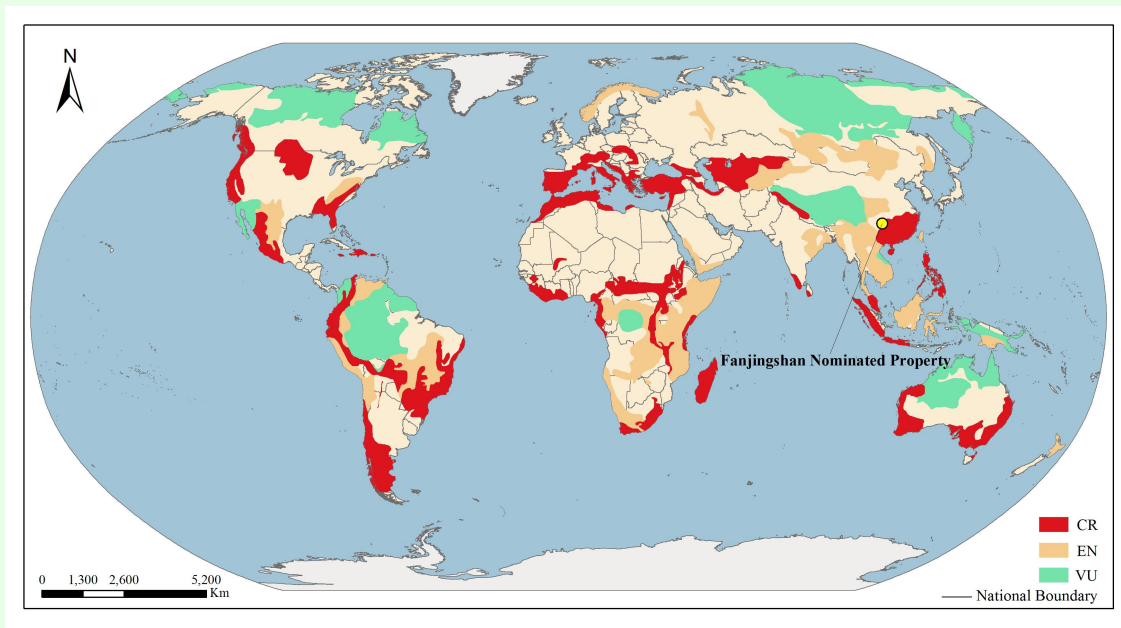 N
Fanjingshan Nominated Property
CR
EN
VU
National Boundary
0 1,300 2,600 5,200
Km